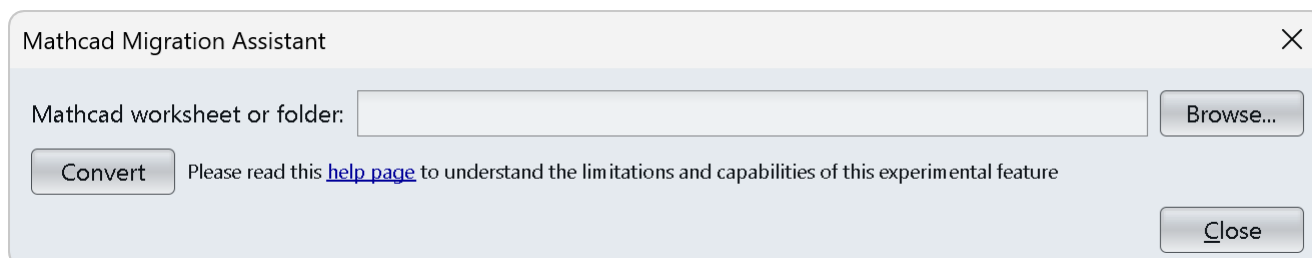 Mathcad Migration Assistant
Mathcad worksheet or folder:
Browse...
Convert
Please read this help page to understand the limitations and capabilities of this experimental feature
Close